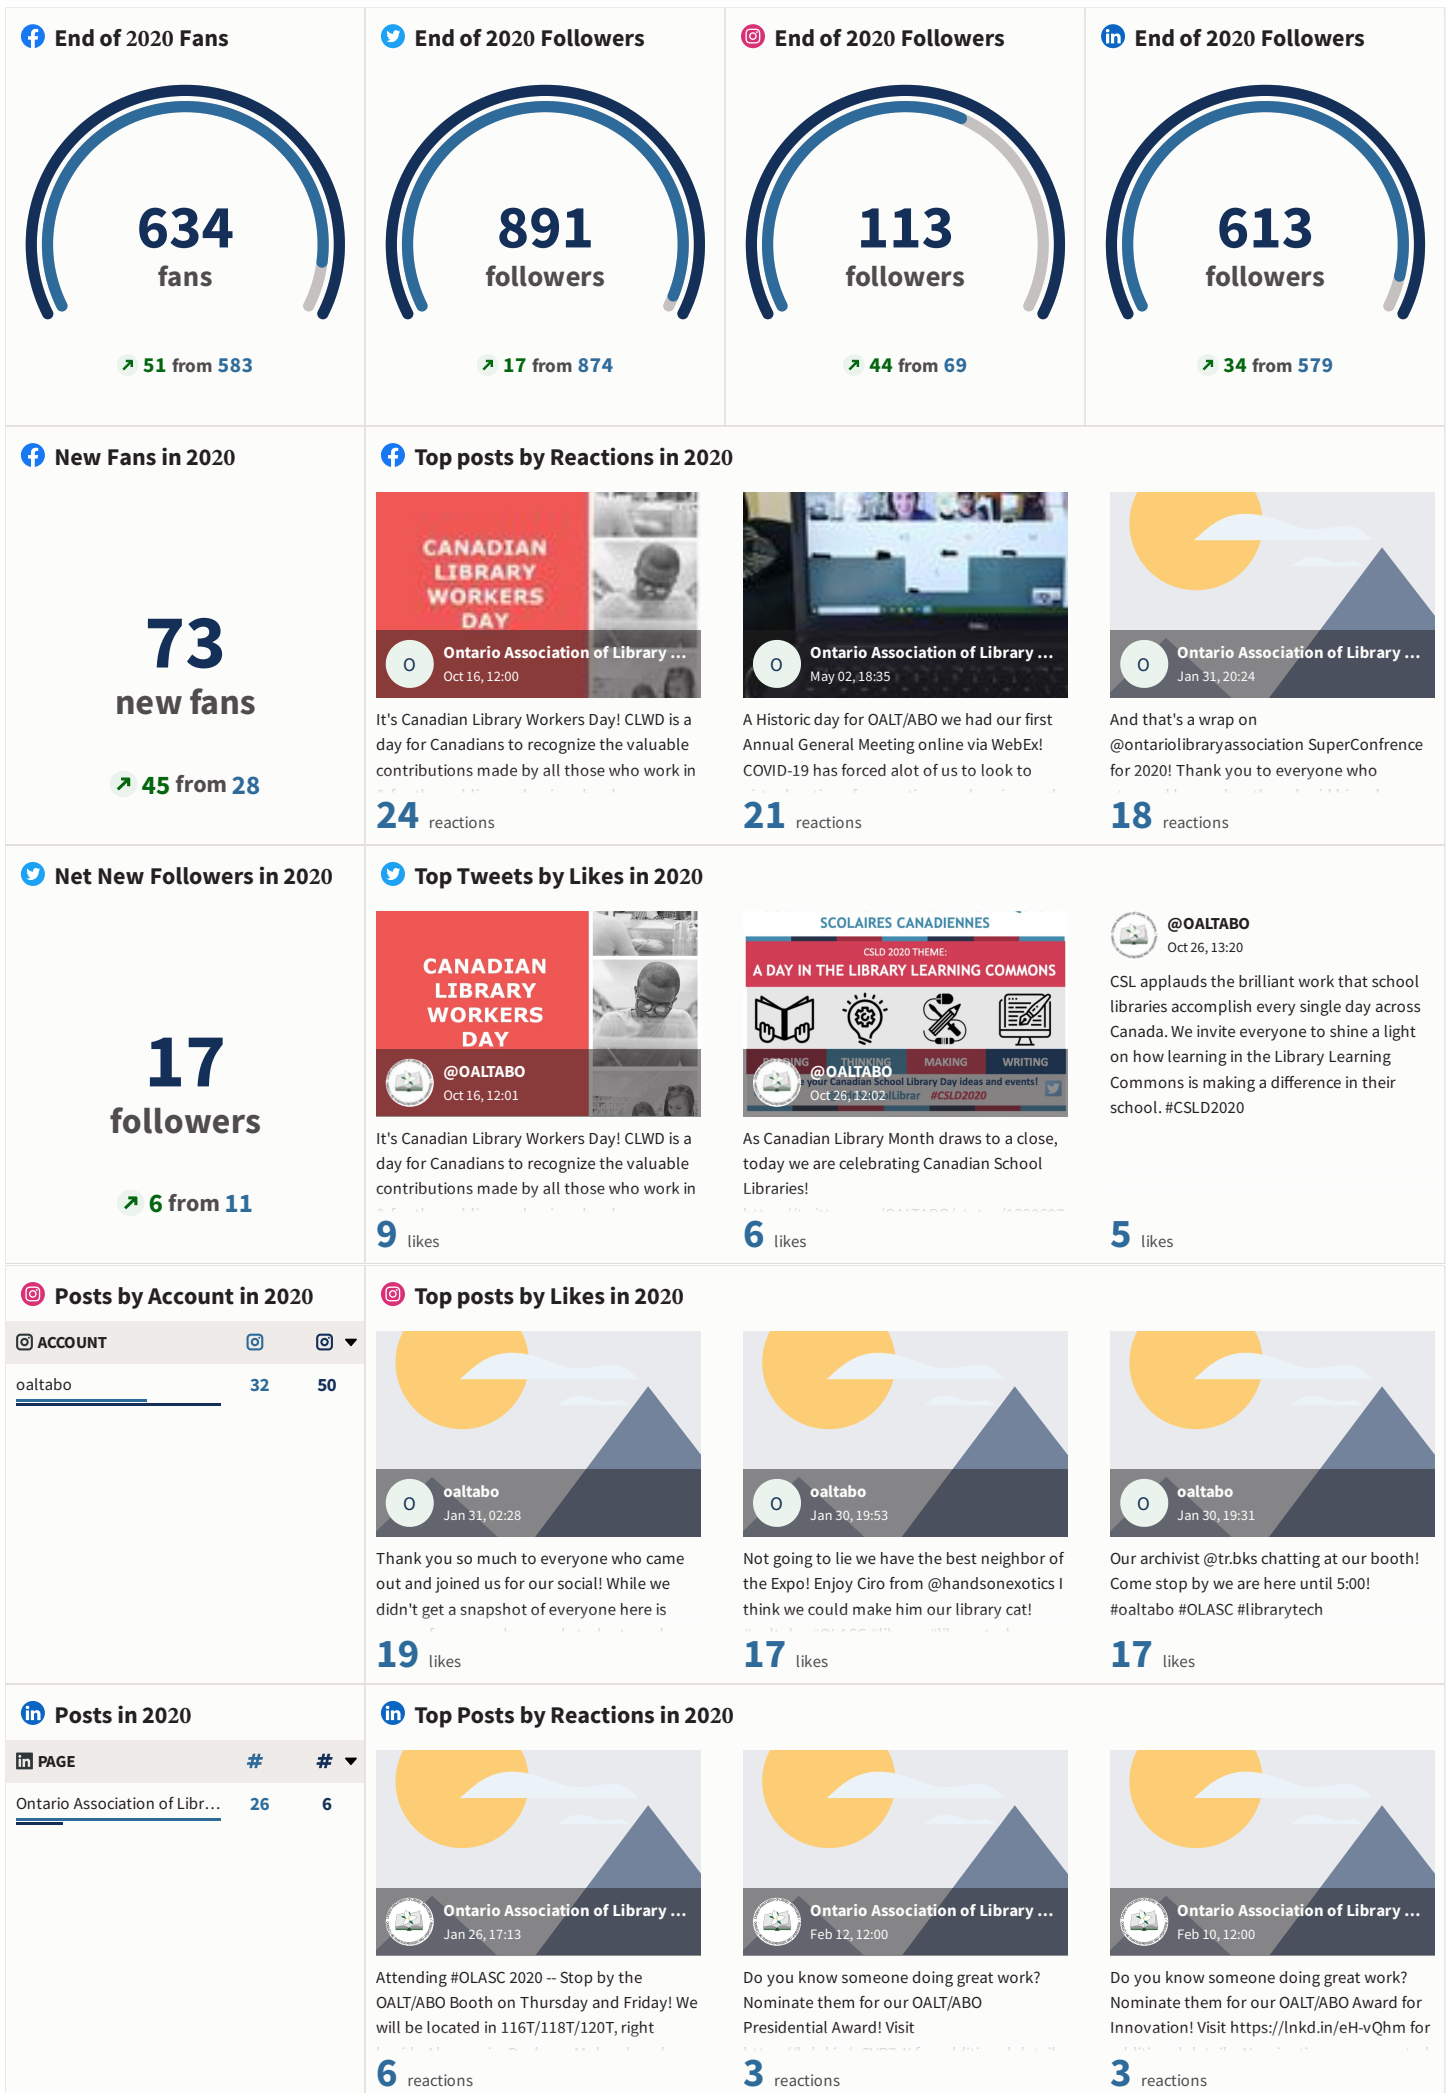 End of 2020 Fans
634
fans
51 from 583
End of 2020 Followers
891
followers
17 from 874
End of 2020 Followers
113
followers
44 from 69
End of 2020 Followers
613
followers
34 from 579
New Fans in 2020
73
new fans
45 from 28
Top posts by Reactions in 2020
CANADIAN
LIBRARY
WORKERS
DAY
O
Ontario Association of Library ...
Oct 16, 12:00
It's Canadian Library Workers Day! CLWD is a
day for Canadians to recognize the valuable
contributions made by all those who work in
24 reactions
O
Ontario Association of Library ...
May 02, 18:35
A Historic day for OALT/ABO we had our first
Annual General Meeting online via WebEx!
COVID-19 has forced alot of us to look to
21 reactions
O
Ontario Association of Library ...
Jan 31, 20:24
And that's a wrap on
@ontariolibraryassociation SuperConfrence
for 2020! Thank you to everyone who
18 reactions
Net New Followers in 2020
17
followers
6 from 11
Top Tweets by Likes in 2020
CANADIAN
LIBRARY
WORKERS
DAY
@OALTABO
Oct 16, 12:01
It's Canadian Library Workers Day! CLWD is a
day for Canadians to recognize the valuable
contributions made by all those who work in
9 likes
SCOLAIRES CANADIENNES
CSLD 2020 THEME:
A DAY IN THE LIBRARY LEARNING COMMONS
THINKING MAKING WRITING
your Canadian School Library Day ideas and events!
#CSLD2020
@OALTABO
Oct 26, 12:02
As Canadian Library Month draws to a close,
today we are celebrating Canadian School
Libraries!
6 likes
@OALTABO
Oct 26, 13:20
CSL applauds the brilliant work that school
libraries accomplish every single day across
Canada. We invite everyone to shine a light
on how learning in the Library Learning
Commons is making a difference in their
school. #CSLD2020
5 likes
Posts by Account in 2020
ACCOUNT
oaltabo 32 50
Top posts by Likes in 2020
O
oaltabo
Jan 31, 02:28
Thank you so much to everyone who came
out and joined us for our social! While we
didn't get a snapshot of everyone here is
19 likes
O
oaltabo
Jan 30, 19:53
Not going to lie we have the best neighbor of
the Expo! Enjoy Ciro from @handsonexotics I
think we could make him our library cat!
17 likes
O
oaltabo
Jan 30, 19:31
Our archivist @tr.bks chatting at our booth!
Come stop by we are here until 5:00!
#oaltabo #OLASC #librarytech
17 likes
Posts in 2020
PAGE # #
Ontario Association of Libr... 26 6
Top Posts by Reactions in 2020
Ontario Association of Library ...
Jan 26, 17:13
Attending #OLASC 2020 -- Stop by the
OALT/ABO Booth on Thursday and Friday! We
will be located in 116T/118T/120T, right
6 reactions
Ontario Association of Library ...
Feb 12, 12:00
Do you know someone doing great work?
Nominate them for our OALT/ABO
Presidential Award! Visit
3 reactions
Ontario Association of Library ...
Feb 10, 12:00
Do you know someone doing great work?
Nominate them for our OALT/ABO Award for
Innovation! Visit https://lnkd.in/eH-vQhm for
3 reactions